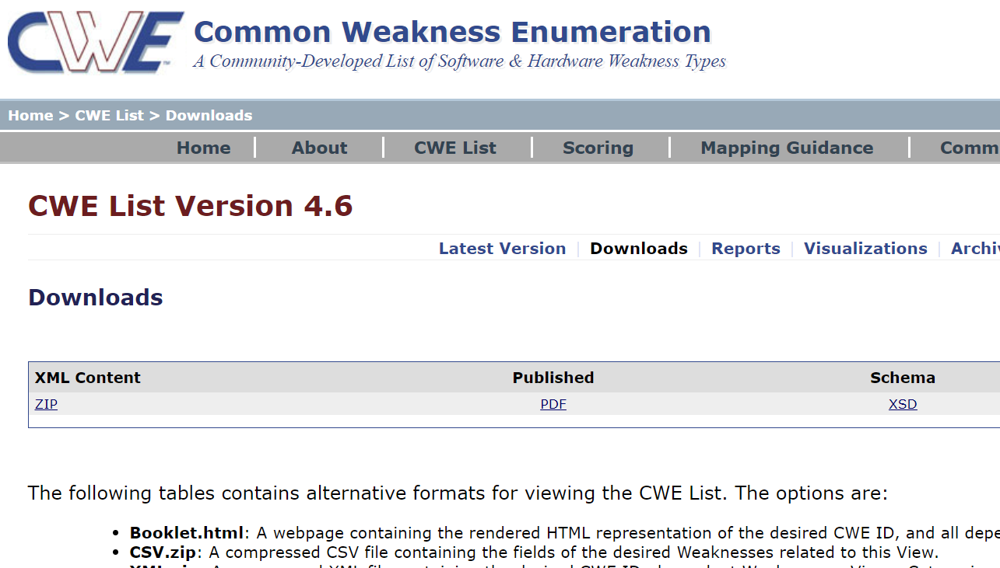 CWE™
Common Weakness Enumeration
A Community-Developed List of Software & Hardware Weakness Types
Home > CWE List > Downloads
Home About CWE List Scoring Mapping Guidance Comm
CWE List Version 4.6
Latest Version Downloads Reports Visualizations Archiv
Downloads
XML Content Published Schema
ZIP PDF XSD
The following tables contains alternative formats for viewing the CWE List. The options are:
• Booklet.html: A webpage containing the rendered HTML representation of the desired CWE ID, and all depe
• CSV.zip: A compressed CSV file containing the fields of the desired Weaknesses related to this View.